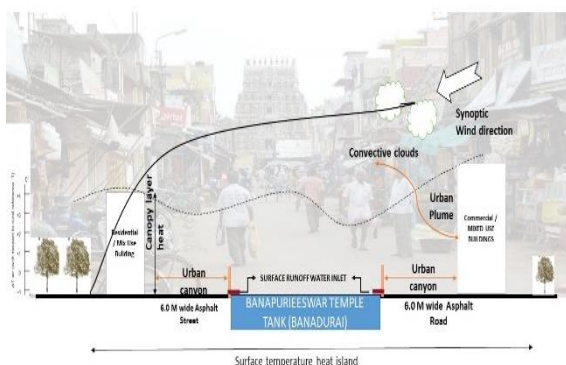 Synoptic
Wind direction
Convective clouds
Urban
Plume
Canopy layer
heat
Residential
/ Mix Use
Building
Commercial /
MIXED USE
BUILDINGS
Urban
canyon
SURFACE RUNOFF WATER INLET
Urban
canyon
6.0 M wide Asphalt
Street
BANAPURIEESWAR TEMPLE
TANK (BANADURAI)
6.0 M wide Asphalt
Road
Surface temperature heat island